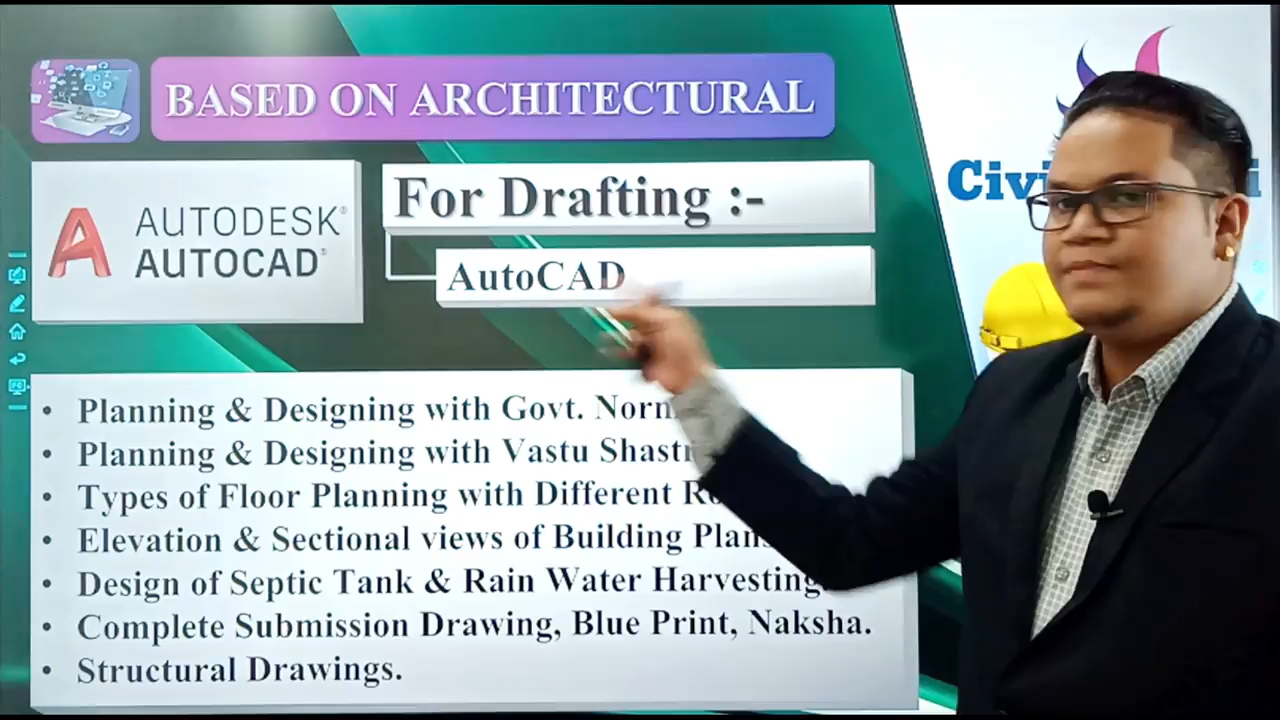 BASED ON ARCHITECTURAL
AUTODESK®
AUTOCAD®
For Drafting :-
AutoCAD
Civi
• Planning & Designing with Govt.
• Planning & Designing with Vastu
• Types of Floor Planning with Different
• Elevation & Sectional views of Building
• Design of Septic Tank & Rain Water Harvesting
• Complete Submission Drawing, Blue Print, Naksha.
• Structural Drawings.